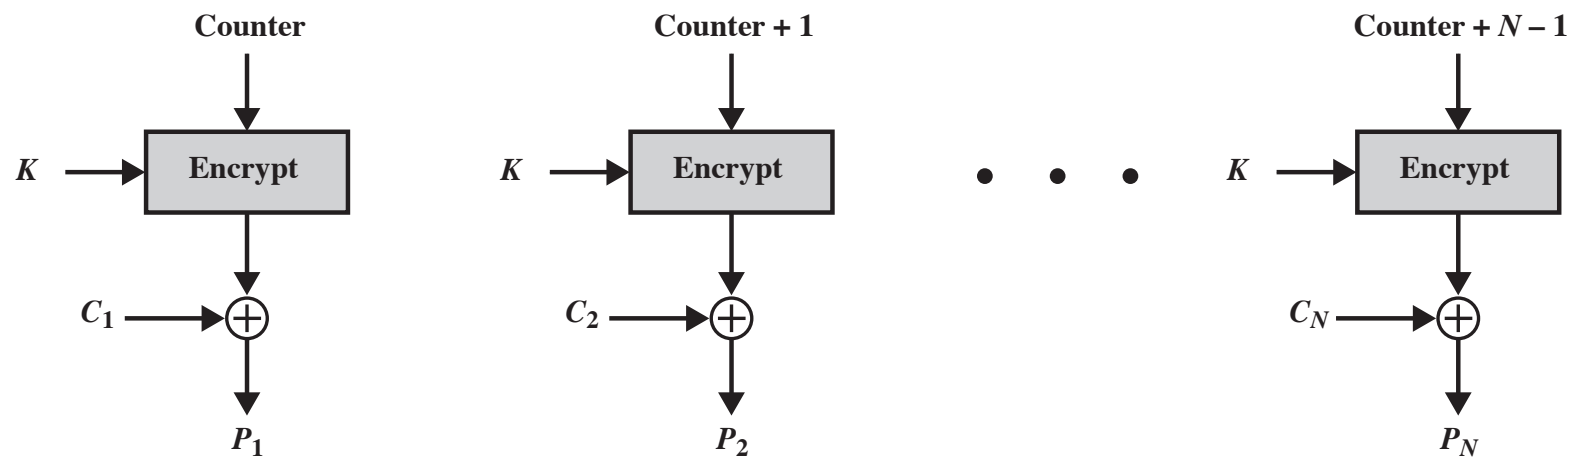 Counter
Counter + 1
Counter + N – 1
K
Encrypt
K
Encrypt
K
Encrypt
C1
C2
CN
P1
P2
PN